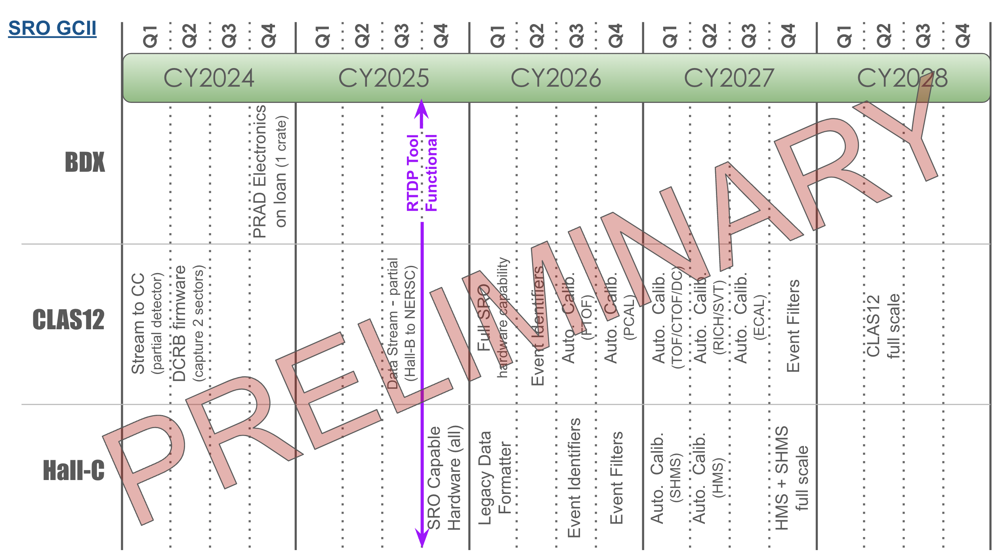 SRO GCII
Q1 Q2 Q3 Q4 Q1 Q2 Q3 Q4 Q1 Q2 Q3 Q4 Q1 Q2 Q3 Q4 Q1 Q2 Q3 Q4
CY2024 CY2025 CY2026 CY2027 CY2028
BDX
PRAD Electronics
on loan (1 crate)
RTDP Tool
Functional
CLAS12
Stream to CC
(partial detector)
DCRB firmware
(capture 2 sectors)
Data Stream - partial
(Hall-B to NERSC)
Full SRO
hardware capability
Event Identifiers
Auto. Calib.
(FTOF)
Auto. Calib.
(PCAL)
Auto. Calib.
(TOF/CTOF/DC)
Auto. Calib.
(RICH/SVT)
Auto. Calib.
(ECAL)
Event Filters
CLAS12
full scale
Hall-C
SRO Capable
Hardware (all)
Legacy Data
Formatter
Event Identifiers
Event Filters
Auto. Calib.
(SHMS)
Auto. Calib.
(HMS)
HMS + SHMS
full scale
PRELIMINARY